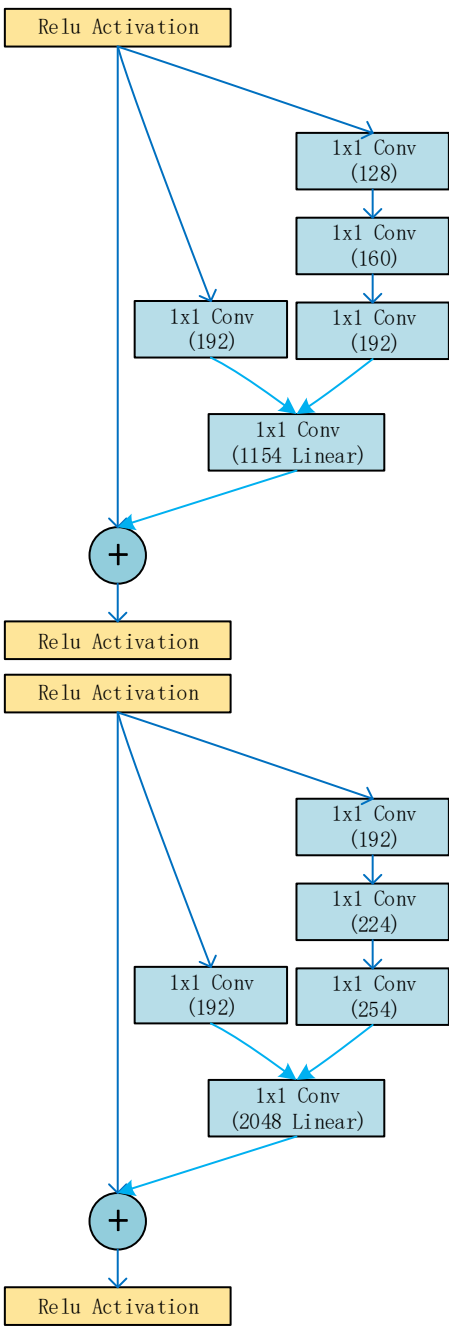 Relu Activation
1x1 Conv
(128)
1x1 Conv
(160)
1x1 Conv
(192)
1x1 Conv
(192)
1x1 Conv
(1154 Linear)
+
Relu Activation
Relu Activation
1x1 Conv
(192)
1x1 Conv
(224)
1x1 Conv
(192)
1x1 Conv
(254)
1x1 Conv
(2048 Linear)
+
Relu Activation